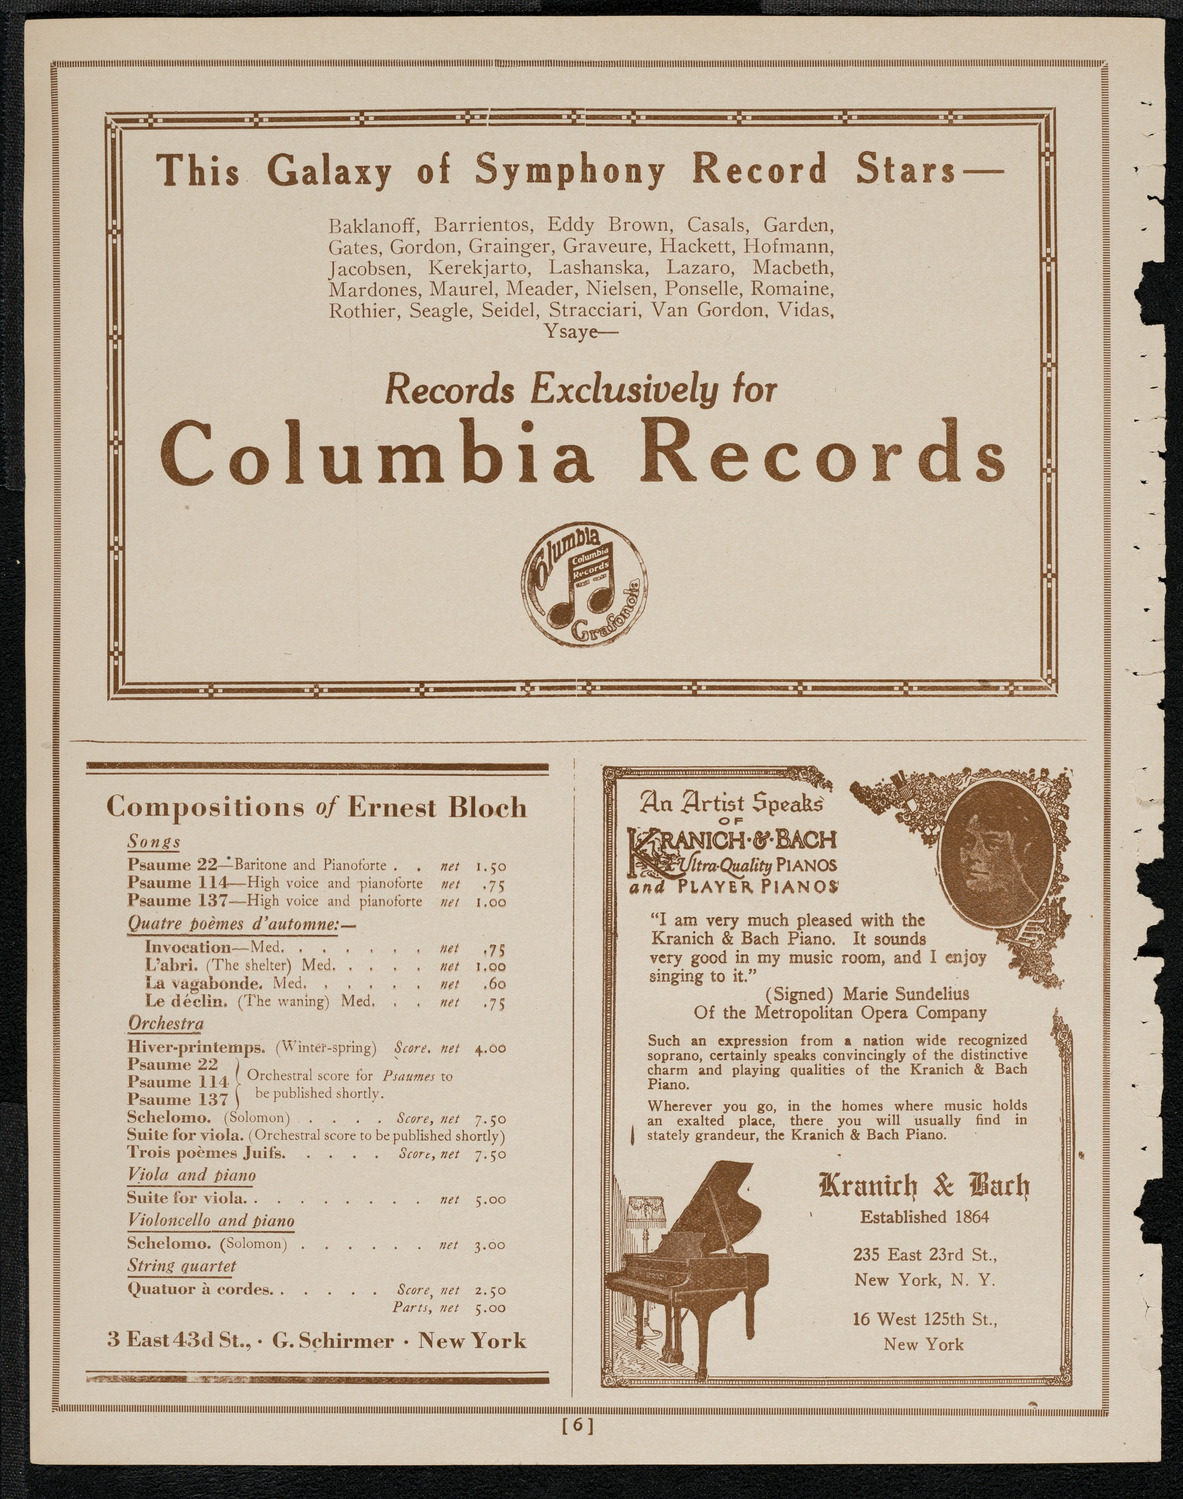 This Galaxy of Symphony Record Stars—
Baklanoff, Barrientos, Eddy Brown, Casals, Garden,
Gates, Gordon, Grainger, Graveure, Hackett, Hofmann,
Jacobsen, Kerekjarto, Lashanska, Lazaro, Macbeth,
Mardones, Maurel, Meader, Nielsen, Ponselle, Romaine,
Rothier, Seagle, Seidel, Stracciari, Van Gordon, Vidas,
Ysaye—
Records Exclusively for
Columbia Records
Columbia
Columbia
Records
Grafonola
Compositions of Ernest Bloch
Songs
Psaume 22—Baritone and Pianoforte . . net 1.50
Psaume 114—High voice and pianoforte net .75
Psaume 137—High voice and pianoforte net 1.00
Quatre poèmes d'automne:—
Invocation—Med. . . . . . . net .75
L'abri. (The shelter) Med. . . . . net 1.00
La vagabonde. Med. . . . . . net .60
Le déclin. (The waning) Med. . . net .75
Orchestra
Hiver-printemps. (Winter-spring) Score. net 4.00
Psaume 22
Psaume 114 } Orchestral score for Psaumes to
Psaume 137 be published shortly.
Schelomo. (Solomon) . . . . Score, net 7.50
Suite for viola. (Orchestral score to be published shortly)
Trois poèmes Juifs. . . . . Score, net 7.50
Viola and piano
Suite for viola. . . . . . . . . net 5.00
Violoncello and piano
Schelomo. (Solomon) . . . . . . net 3.00
String quartet
Quatuor à cordes. . . . . . Score, net 2.50
Parts, net 5.00
3 East 43d St., · G. Schirmer · New York
An Artist Speaks
OF
KRANICH·&·BACH
Ultra-Quality PIANOS
and PLAYER PIANOS
"I am very much pleased with the
Kranich & Bach Piano. It sounds
very good in my music room, and I enjoy
singing to it."
(Signed) Marie Sundelius
Of the Metropolitan Opera Company
Such an expression from a nation wide recognized
soprano, certainly speaks convincingly of the distinctive
charm and playing qualities of the Kranich & Bach
Piano.
Wherever you go, in the homes where music holds
an exalted place, there you will usually find in
stately grandeur, the Kranich & Bach Piano.
Kranich & Bach
Established 1864
235 East 23rd St.,
New York, N. Y.
16 West 125th St.,
New York
[6]